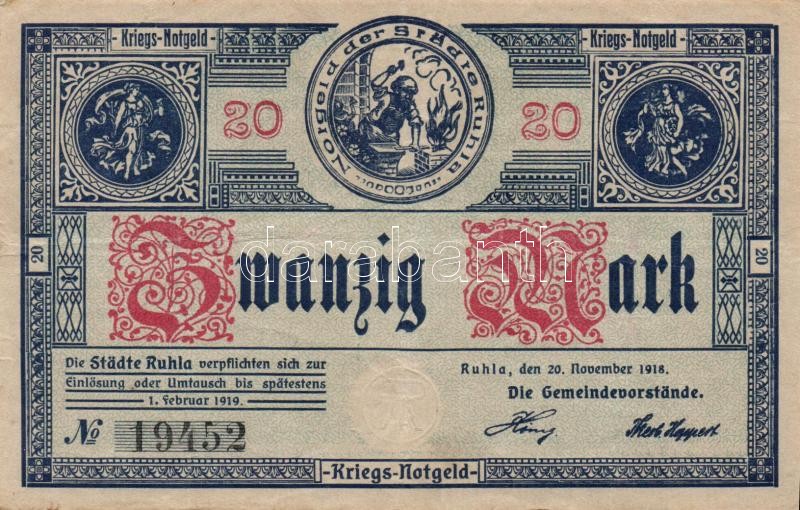 - Kriegs-Notgeld -
- Kriegs-Notgeld -
Notgeld der Städte Ruhla
20
20
20
20
Zwanzig Mark
darabanth
Die Städte Ruhla verpflichten sich zur
Einlösung oder Umtausch bis spätestens
1. Februar 1919.
Ruhla, den 20. November 1918.
Die Gemeindevorstände.
№ 19452
-Kriegs-Notgeld-